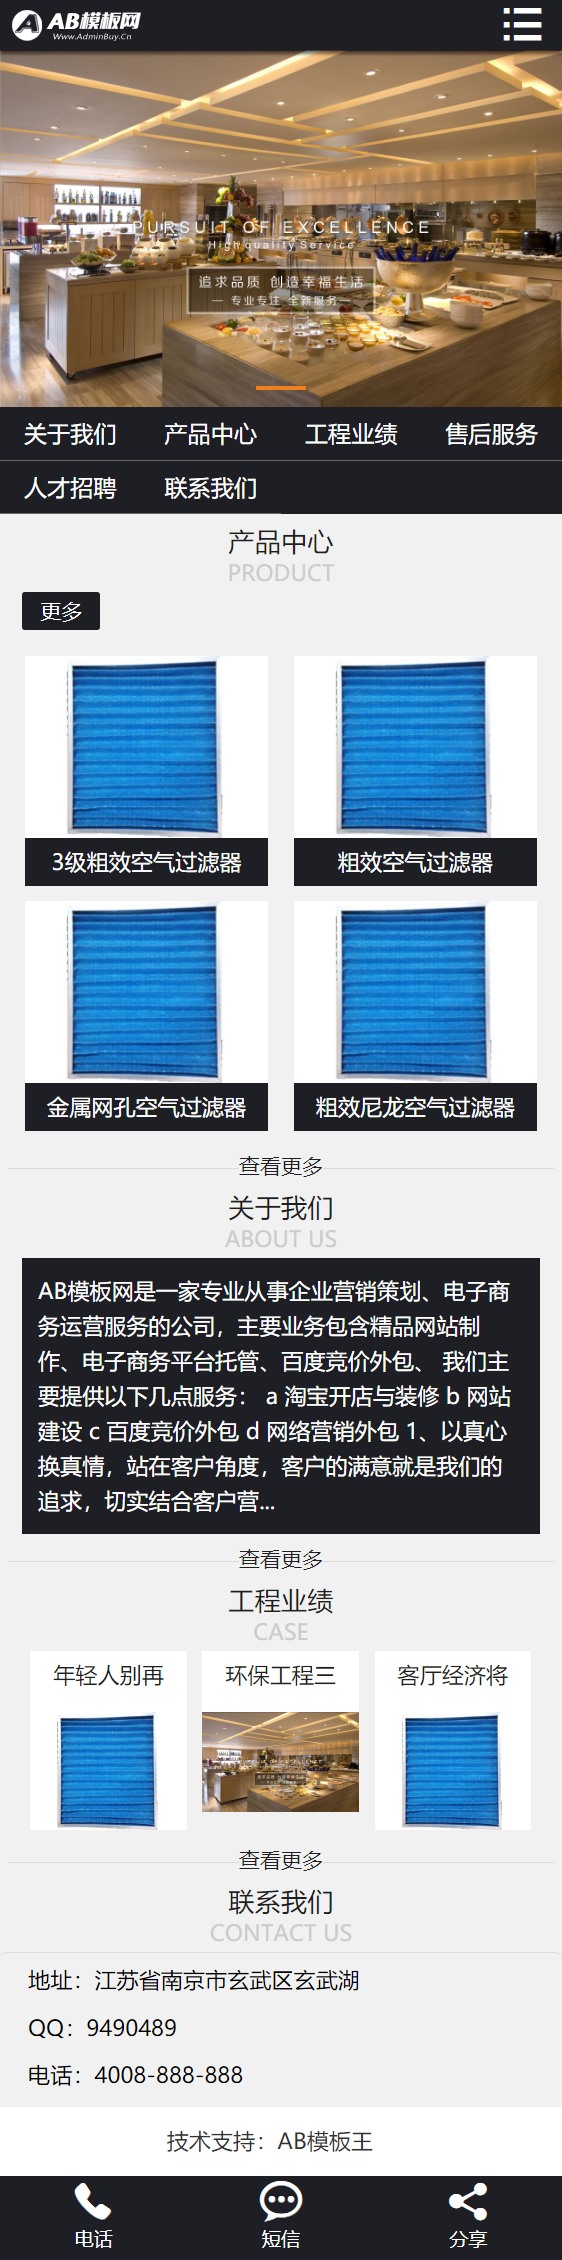 AB模板网
Www.AdminBuy.Cn
PURSUIT OF EXCELLENCE
High quality Service
追求品质 创造幸福生活
— 专业专注 全新服务—
关于我们 产品中心 工程业绩 售后服务
人才招聘 联系我们
产品中心
PRODUCT
更多
3级粗效空气过滤器 粗效空气过滤器
金属网孔空气过滤器 粗效尼龙空气过滤器
查看更多
关于我们
ABOUT US
AB模板网是一家专业从事企业营销策划、电子商
务运营服务的公司，主要业务包含精品网站制
作、电子商务平台托管、百度竞价外包、 我们主
要提供以下几点服务： a 淘宝开店与装修 b 网站
建设 c 百度竞价外包 d 网络营销外包 1、以真心
换真情，站在客户角度，客户的满意就是我们的
追求，切实结合客户营...
查看更多
工程业绩
CASE
年轻人别再 环保工程三 客厅经济将
查看更多
联系我们
CONTACT US
地址：江苏省南京市玄武区玄武湖
QQ：9490489
电话：4008-888-888
技术支持：AB模板王
电话 短信 分享